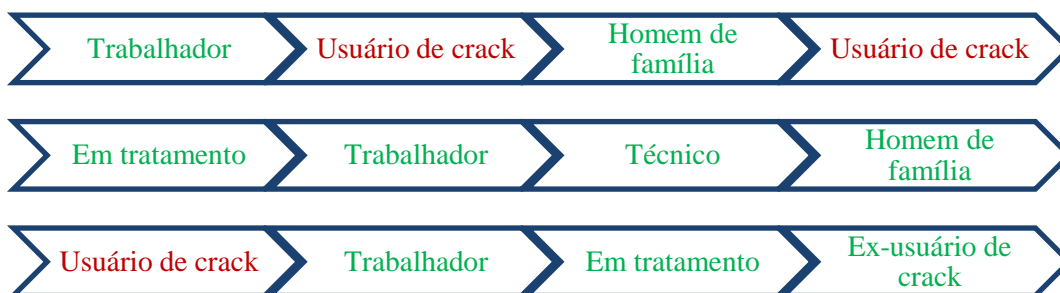 Trabalhador
Usuário de crack
Homem de
família
Usuário de crack
Em tratamento
Trabalhador
Técnico
Homem de
família
Usuário de crack
Trabalhador
Em tratamento
Ex-usuário de
crack